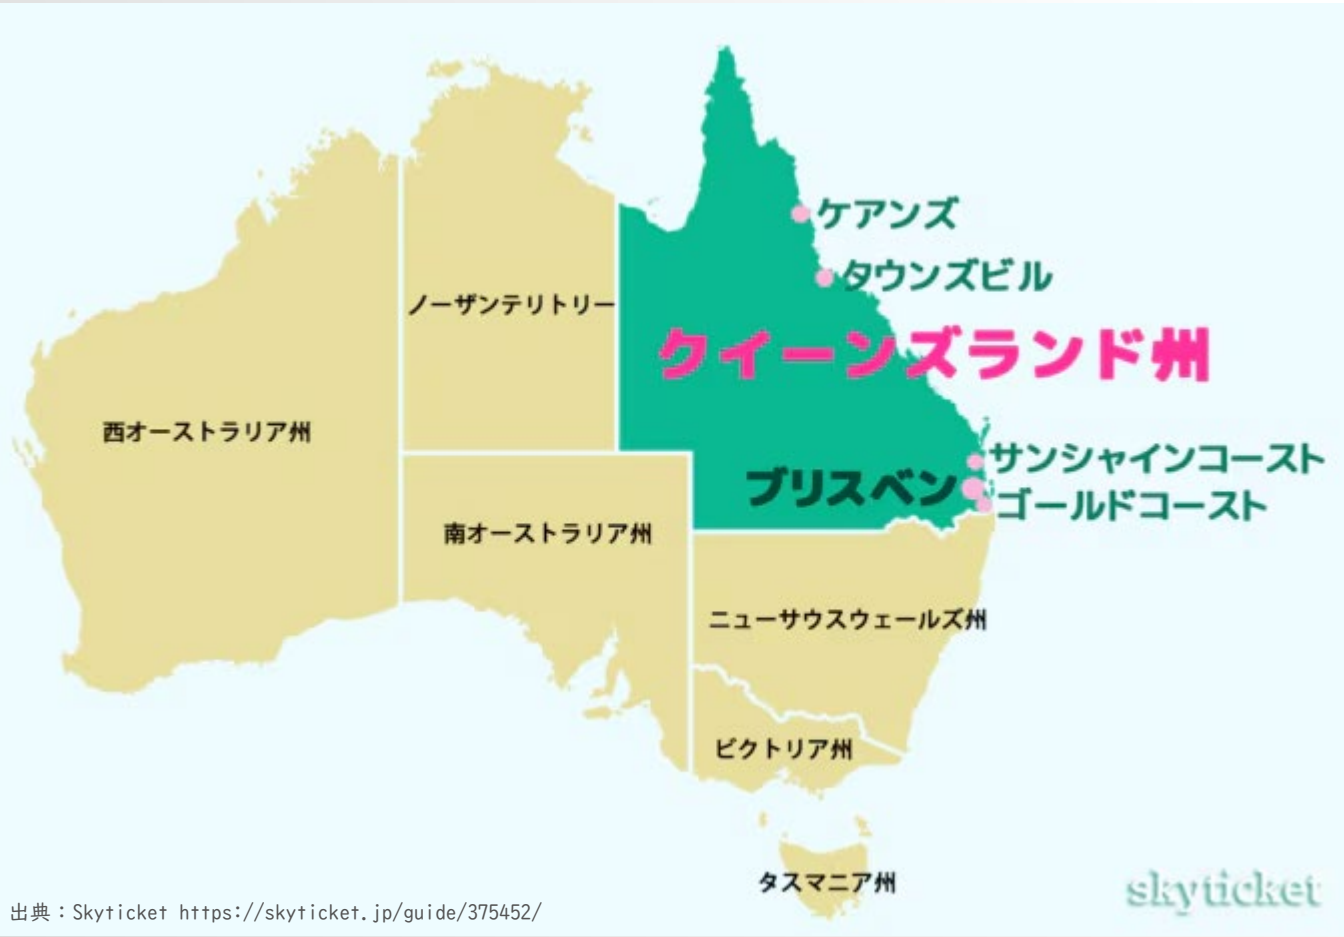 ケアンズ
タウンズビル
ノーザンテリトリー
クイーンズランド州
西オーストラリア州
サンシャインコースト
ブリスベン
ゴールドコースト
南オーストラリア州
ニューサウスウェールズ州
ビクトリア州
タスマニア州
skyticket
出典：Skyticket https://skyticket.jp/guide/375452/